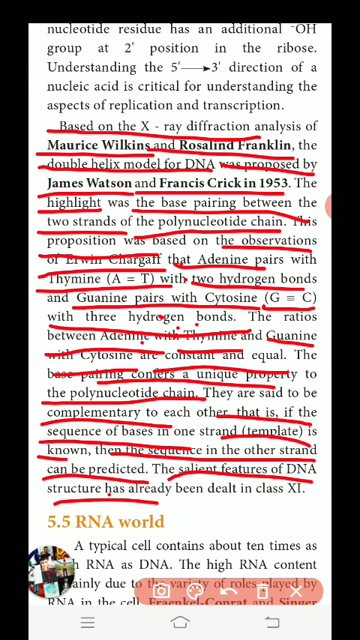 nucleotide residue has an additional ⁻OH
group at 2' position in the ribose.
Understanding the 5'⟶3' direction of a
nucleic acid is critical for understanding the
aspects of replication and transcription.
Based on the X - ray diffraction analysis of
Maurice Wilkins and Rosalind Franklin, the
double helix model for DNA was proposed by
James Watson and Francis Crick in 1953. The
highlight was the base pairing between the
two strands of the polynucleotide chain. This
proposition was based on the observations
of Erwin Chargaff that Adenine pairs with
Thymine (A = T) with two hydrogen bonds
and Guanine pairs with Cytosine (G ≡ C)
with three hydrogen bonds. The ratios
between Adenine with Thymine and Guanine
with Cytosine are constant and equal. The
base pairing confers a unique property to
the polynucleotide chain. They are said to be
complementary to each other, that is, if the
sequence of bases in one strand (template) is
known, then the sequence in the other strand
can be predicted. The salient features of DNA
structure has already been dealt in class XI.
5.5 RNA world
A typical cell contains about ten times as
RNA as DNA. The high RNA content
mainly due to the variety of roles played by
RNA in the cell. Fraenkel-Conrat and Singer